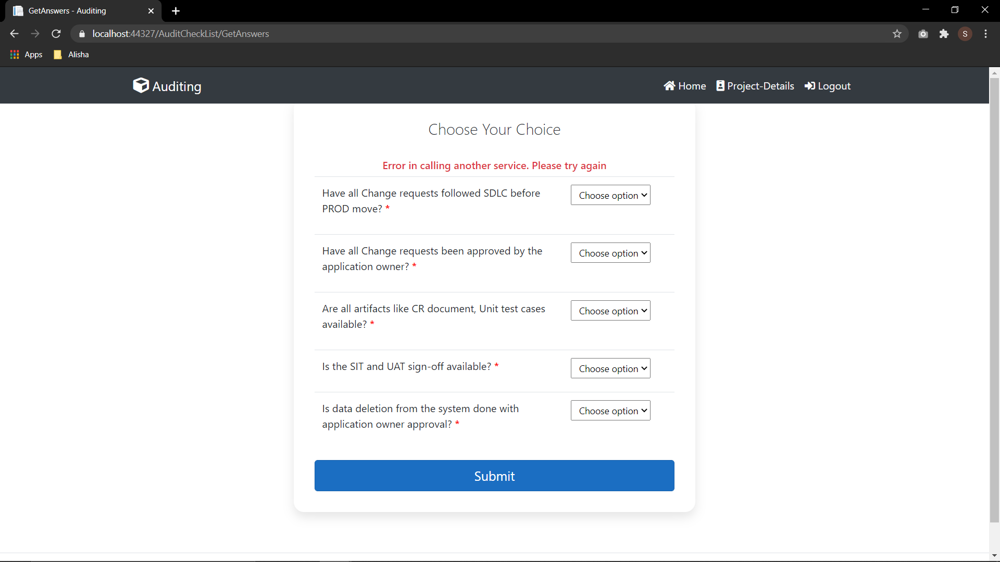 GetAnswers - Auditing
localhost:44327/AuditCheckList/GetAnswers
S
Apps
Alisha
Auditing
Home
Project-Details
Logout
Choose Your Choice
Error in calling another service. Please try again
Have all Change requests followed SDLC before
PROD move? *
Choose option
Have all Change requests been approved by the
application owner? *
Choose option
Are all artifacts like CR document, Unit test cases
available? *
Choose option
Is the SIT and UAT sign-off available? *
Choose option
Is data deletion from the system done with
application owner approval? *
Choose option
Submit